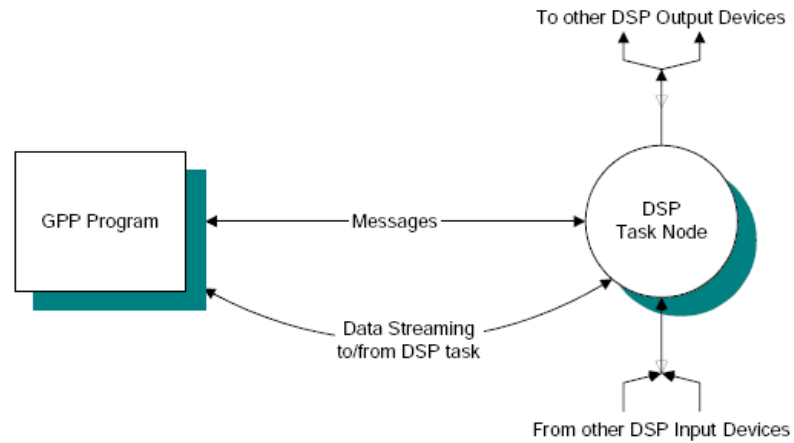 To other DSP Output Devices
GPP Program
Messages
DSP
Task Node
Data Streaming
to/from DSP task
From other DSP Input Devices